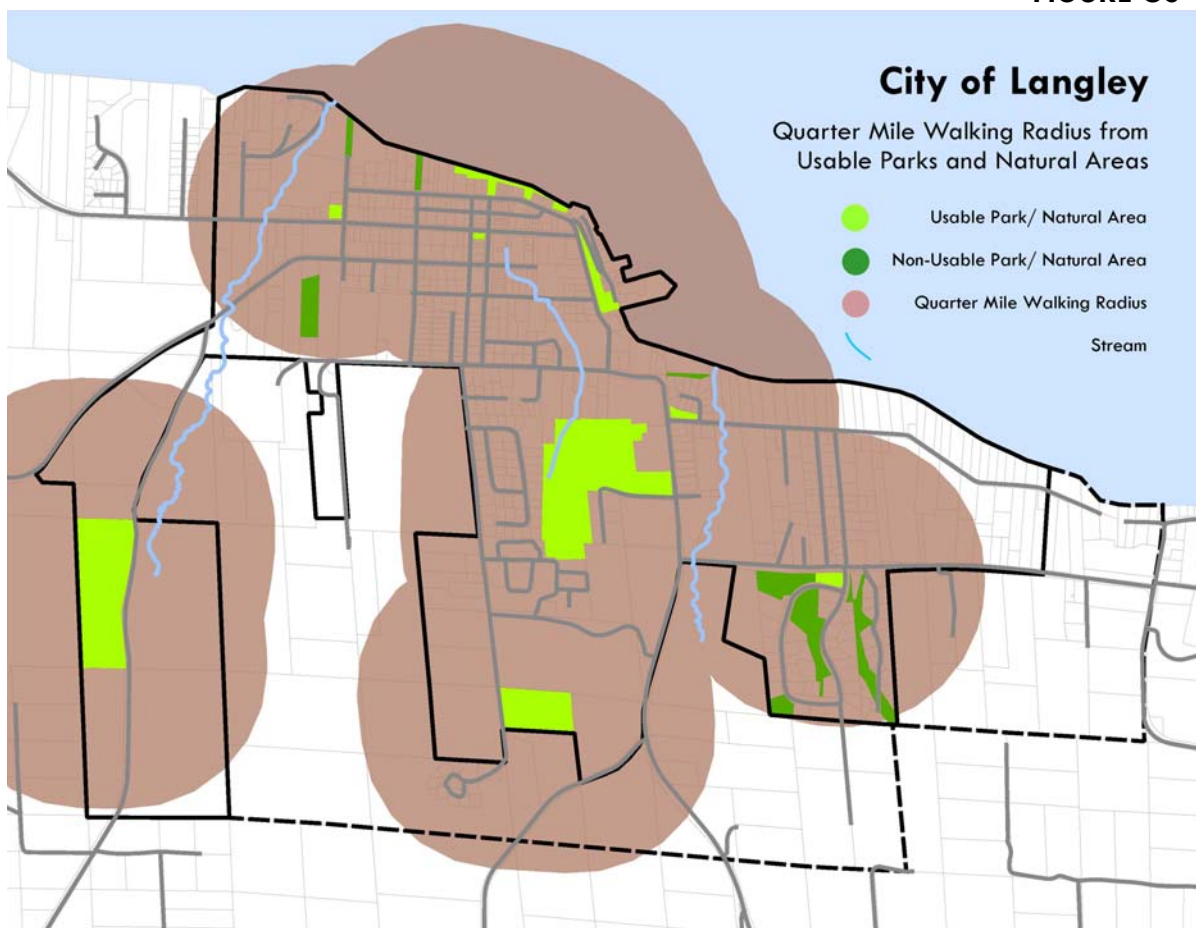 City of Langley
Quarter Mile Walking Radius from
Usable Parks and Natural Areas
Usable Park/ Natural Area
Non-Usable Park/ Natural Area
Quarter Mile Walking Radius
Stream